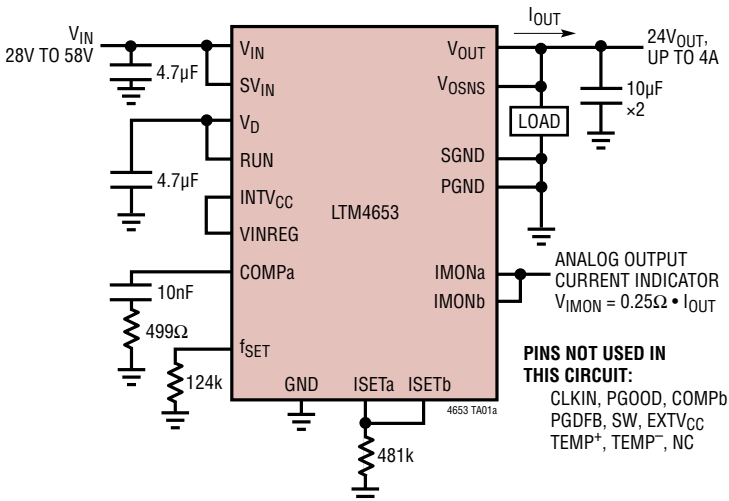 I_OUT
V_IN
28V TO 58V
4.7µF
V_IN
SV_IN
V_D
RUN
4.7µF
INTV_CC
VINREG
COMPa
10nF
499Ω
f_SET
124k
GND
ISETa
ISETb
481k
LTM4653
V_OUT
V_OSNS
LOAD
SGND
PGND
IMONa
IMONb
24V_OUT,
UP TO 4A
10µF
×2
ANALOG OUTPUT
CURRENT INDICATOR
V_IMON = 0.25Ω • I_OUT
PINS NOT USED IN
THIS CIRCUIT:
CLKIN, PGOOD, COMPb
PGDFB, SW, EXTV_CC
TEMP⁺, TEMP⁻, NC
4653 TA01a